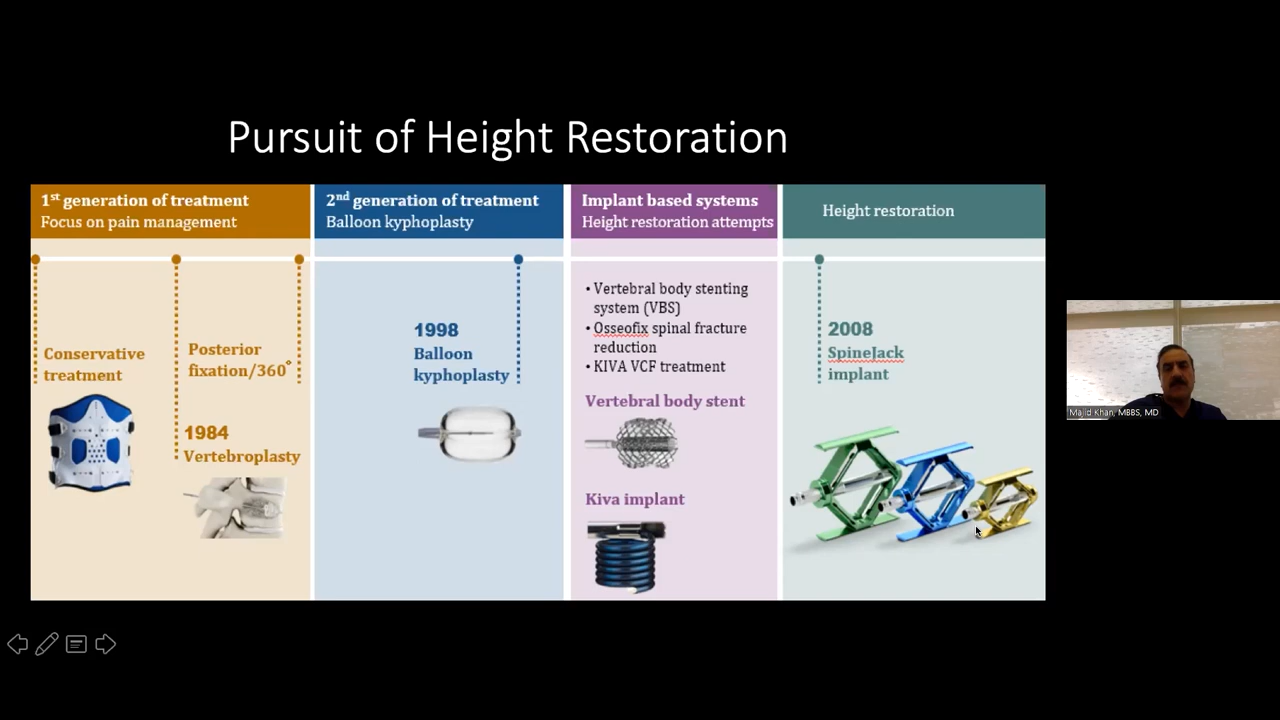 Pursuit of Height Restoration
1st generation of treatment
Focus on pain management
2nd generation of treatment
Balloon kyphoplasty
Implant based systems
Height restoration attempts
Height restoration
Conservative
treatment
Posterior
fixation/360°
1984
Vertebroplasty
1998
Balloon
kyphoplasty
• Vertebral body stenting
system (VBS)
• Osseofix spinal fracture
reduction
• KIVA VCF treatment
Vertebral body stent
Kiva implant
2008
SpineJack
implant
Majid Khan, MBBS, MD